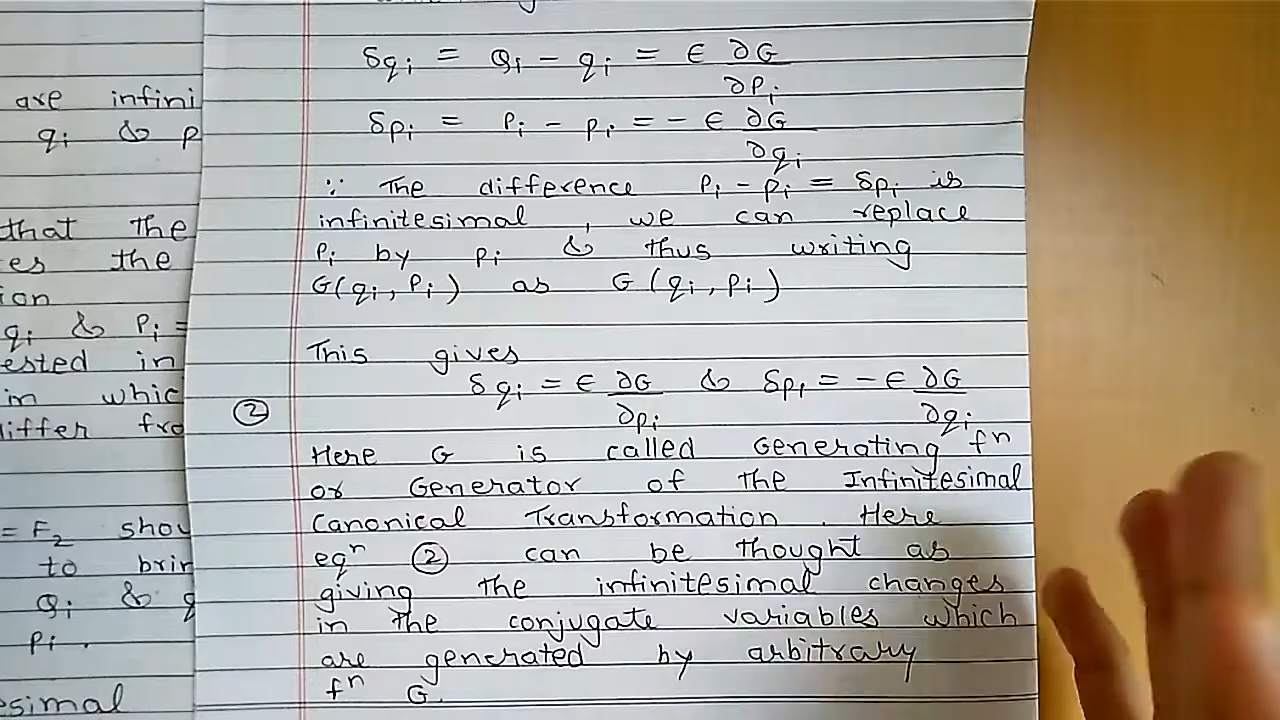 δqᵢ = Qᵢ − qᵢ = ϵ ∂G/∂Pᵢ
δpᵢ = Pᵢ − pᵢ = − ϵ ∂G/∂qᵢ
∵ The difference Pᵢ − pᵢ = δpᵢ is
infinitesimal, we can replace
Pᵢ by pᵢ & thus writing
G(qᵢ, Pᵢ) as G(qᵢ, pᵢ)
This gives
② δqᵢ = ϵ ∂G/∂pᵢ & δpᵢ = −ϵ ∂G/∂qᵢ
Here G is called Generating fⁿ
or Generator of the Infinitesimal
Canonical Transformation. Here
eqⁿ ② can be thought as
giving the infinitesimal changes
in the conjugate variables which
are generated by arbitrary
fⁿ G.
are infini
qᵢ & p
that the
es the
ion
qᵢ & Pᵢ =
ested in
in whic
iffer fro
= F₂ shou
to brin
Qᵢ & q
Pᵢ.
esimal